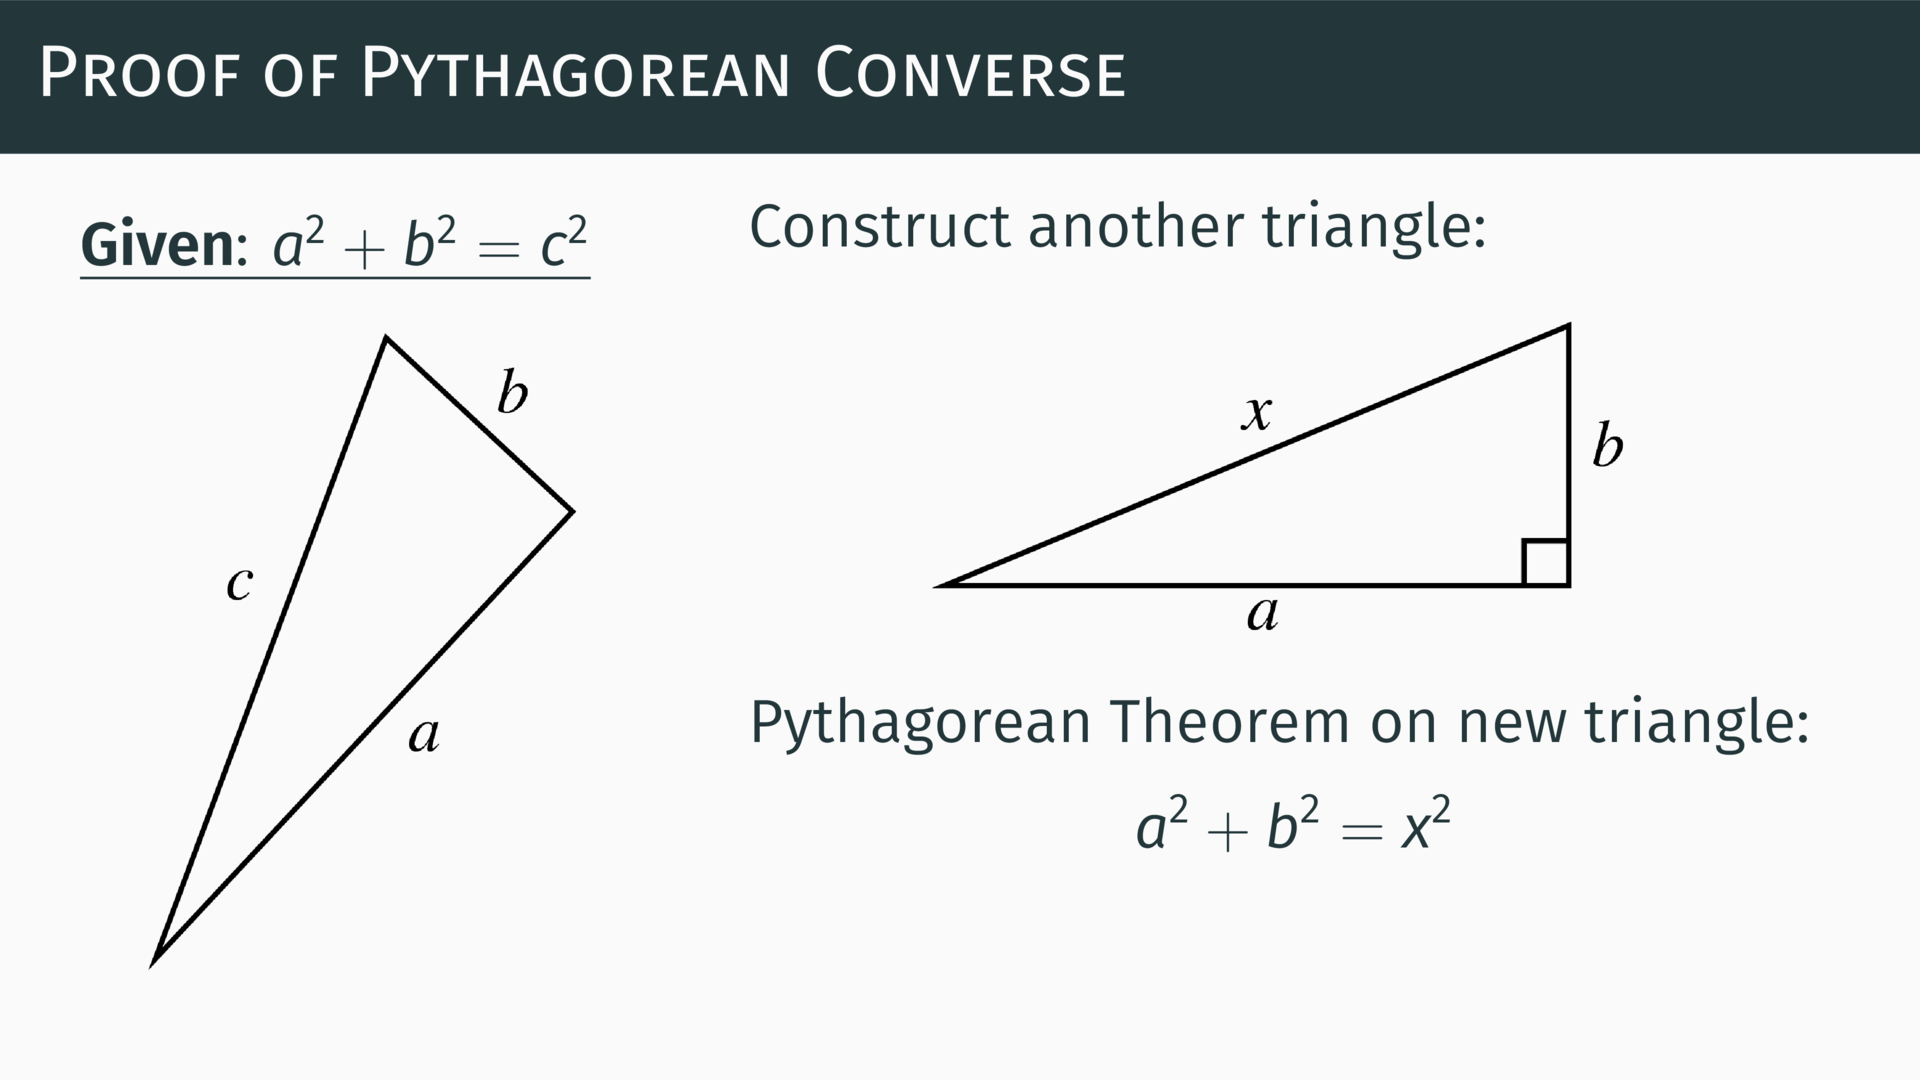 PROOF OF PYTHAGOREAN CONVERSE
Given: a² + b² = c²
b
c
a
Construct another triangle:
x
b
a
Pythagorean Theorem on new triangle:
a² + b² = x²